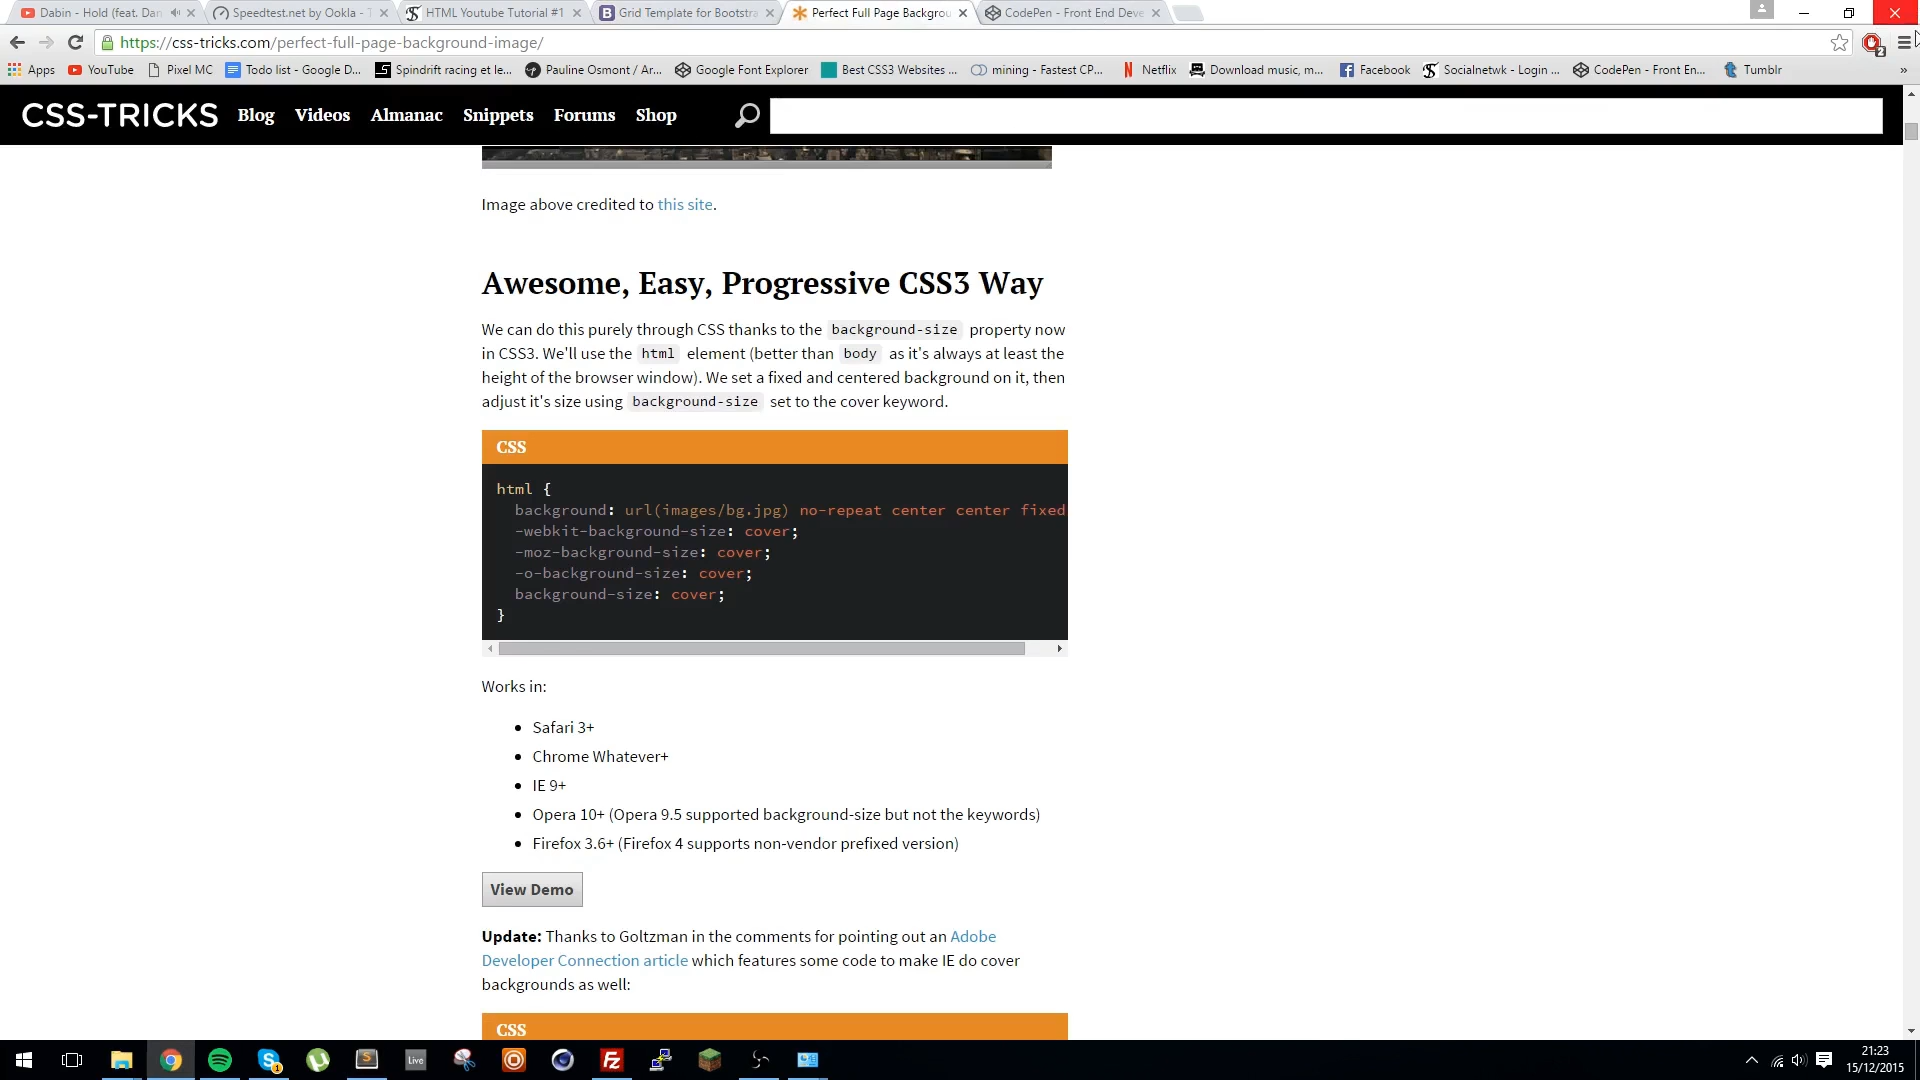 Dabin - Hold (feat. Dan
Speedtest.net by Ookla - T
HTML Youtube Tutorial #1
Grid Template for Bootstra
Perfect Full Page Backgrou
CodePen - Front End Deve
https://css-tricks.com/perfect-full-page-background-image/
2
Apps
YouTube
Pixel MC
Todo list - Google D...
Spindrift racing et le...
Pauline Osmont / Ar...
Google Font Explorer
Best CSS3 Websites ...
mining - Fastest CP...
Netflix
Download music, m...
Facebook
Socialnetwk - Login ...
CodePen - Front En...
Tumblr
»
CSS-TRICKS
Blog
Videos
Almanac
Snippets
Forums
Shop
Image above credited to this site.
Awesome, Easy, Progressive CSS3 Way
We can do this purely through CSS thanks to the background-size property now
in CSS3. We'll use the html element (better than body as it's always at least the
height of the browser window). We set a fixed and centered background on it, then
adjust it's size using background-size set to the cover keyword.
CSS
html {
background: url(images/bg.jpg) no-repeat center center fixed
-webkit-background-size: cover;
-moz-background-size: cover;
-o-background-size: cover;
background-size: cover;
}
Works in:
• Safari 3+
• Chrome Whatever+
• IE 9+
• Opera 10+ (Opera 9.5 supported background-size but not the keywords)
• Firefox 3.6+ (Firefox 4 supports non-vendor prefixed version)
View Demo
Update: Thanks to Goltzman in the comments for pointing out an Adobe
Developer Connection article which features some code to make IE do cover
backgrounds as well:
CSS
Live
1
21:23
15/12/2015